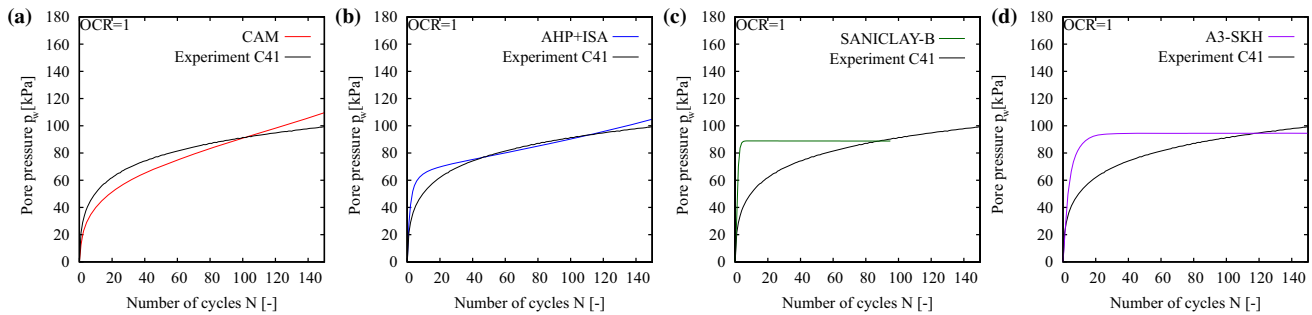 (a)
OCR=1
CAM
Experiment C41
Pore pressure pw[kPa]
180
160
140
120
100
80
60
40
20
0
0 20 40 60 80 100 120 140
Number of cycles N [-]
(b)
OCR=1
AHP+ISA
Experiment C41
Pore pressure pw[kPa]
180
160
140
120
100
80
60
40
20
0
0 20 40 60 80 100 120 140
Number of cycles N [-]
(c)
OCR=1
SANICLAY-B
Experiment C41
Pore pressure pw[kPa]
180
160
140
120
100
80
60
40
20
0
0 20 40 60 80 100 120 140
Number of cycles N [-]
(d)
OCR=1
A3-SKH
Experiment C41
Pore pressure pw[kPa]
180
160
140
120
100
80
60
40
20
0
0 20 40 60 80 100 120 140
Number of cycles N [-]